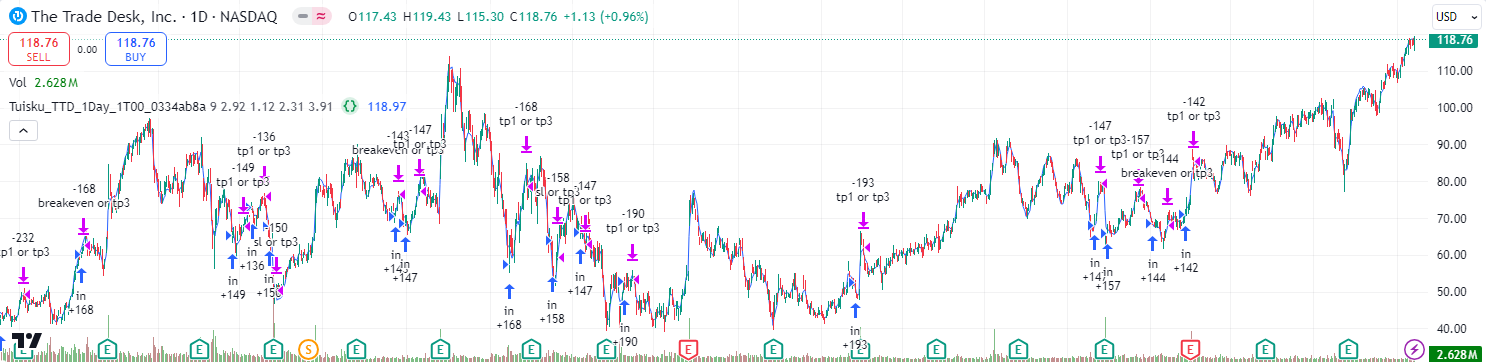 The Trade Desk, Inc. · 1D · NASDAQ O117.43 H119.43 L115.30 C118.76 +1.13 (+0.96%)
USD
118.76 SELL
0.00
118.76 BUY
Vol 2.628M
Tuisku_TTD_1Day_1T00_0334ab8a 9 2.92 1.12 2.31 3.91 {} 118.97
118.76
110.00
100.00
90.00
80.00
70.00
60.00
50.00
40.00
2.628M
-232
tp1 or tp3
-168
breakeven or tp3
in
+168
-149
tp1 or tp3
in
+149
-136
tp1 or tp3
in
+136
-150
sl or tp3
in
-143
breakeven or tp3
in
-147
tp1 or tp3
in
+147
-168
tp1 or tp3
in
+168
-158
sl or tp3
in
+158
-147
tp1 or tp3
in
+147
-190
tp1 or tp3
in
+190
-193
tp1 or tp3
in
+193
-147
tp1 or tp3
in
-157
tp1 or tp3
in
+157
-144
breakeven or tp3
in
+144
-142
tp1 or tp3
in
+142
E
E
E
S
E
E
E
E
E
E
E
E
E
E
E
E
E